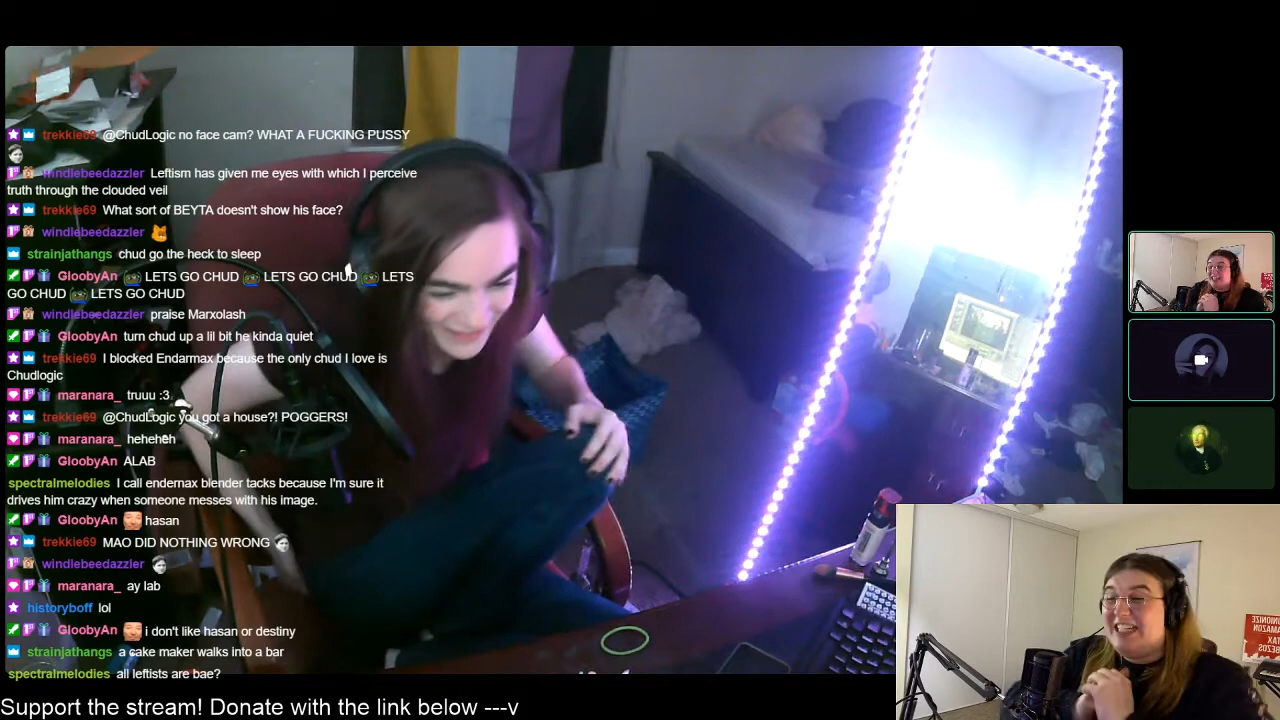 trekkie69 @ChudLogic no face cam? WHAT A FUCKING PUSSY
windlebeedazzler Leftism has given me eyes with which I perceive
truth through the clouded veil
trekkie69 What sort of BEYTA doesn't show his face?
windlebeedazzler
strainjathangs chud go the heck to sleep
GloobyAn LETS GO CHUD LETS GO CHUD LETS
GO CHUD LETS GO CHUD
windlebeedazzler praise Marxolash
GloobyAn turn chud up a lil bit he kinda quiet
trekkie69 I blocked Endarmax because the only chud I love is
Chudlogic
maranara_ truuu :3
trekkie69 @ChudLogic you got a house?! POGGERS!
maranara_ heheheh
GloobyAn ALAB
spectralmelodies I call endernax blender tacks because I'm sure it
drives him crazy when someone messes with his image.
GloobyAn hasan
trekkie69 MAO DID NOTHING WRONG
windlebeedazzler
maranara_ ay lab
historyboff lol
GloobyAn i don't like hasan or destiny
strainjathangs a cake maker walks into a bar
spectralmelodies all leftists are bae?
Support the stream! Donate with the link below ---v
UNIONIZE
AMAZON
TAX
BEZOS